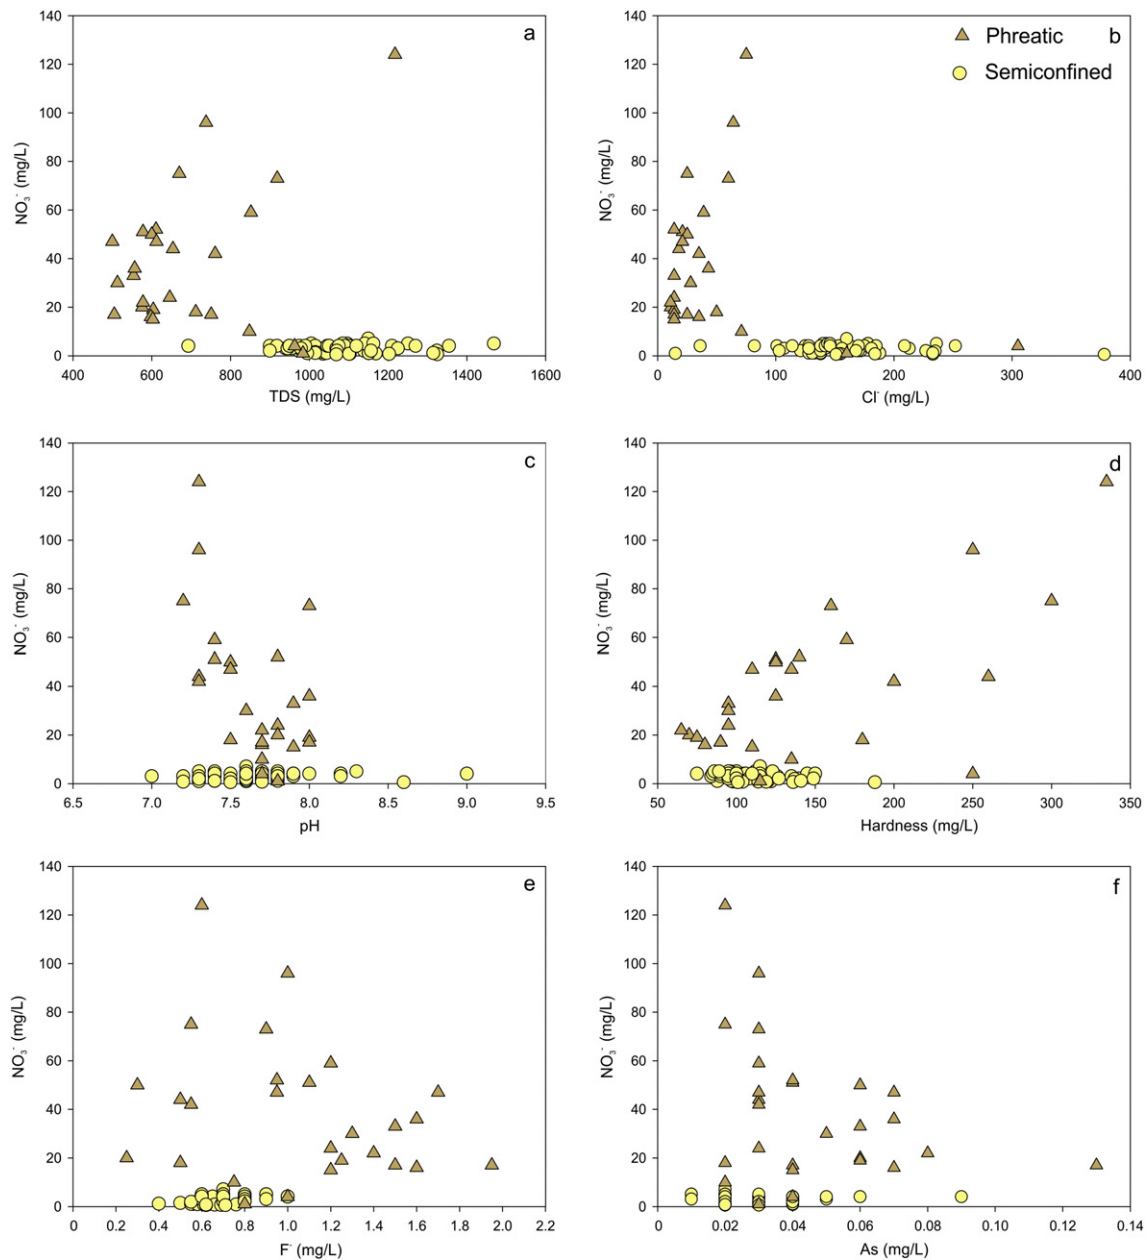 140
120
100
80
60
40
20
0
NO₃⁻ (mg/L)
400 600 800 1000 1200 1400 1600
TDS (mg/L)
a
140
120
100
80
60
40
20
0
NO₃⁻ (mg/L)
0 100 200 300 400
Cl⁻ (mg/L)
b
Phreatic
Semiconfined
140
120
100
80
60
40
20
0
NO₃⁻ (mg/L)
6.5 7.0 7.5 8.0 8.5 9.0 9.5
pH
c
140
120
100
80
60
40
20
0
NO₃⁻ (mg/L)
50 100 150 200 250 300 350
Hardness (mg/L)
d
140
120
100
80
60
40
20
0
NO₃⁻ (mg/L)
0.0 0.2 0.4 0.6 0.8 1.0 1.2 1.4 1.6 1.8 2.0 2.2
F⁻ (mg/L)
e
140
120
100
80
60
40
20
0
NO₃⁻ (mg/L)
0.00 0.02 0.04 0.06 0.08 0.10 0.12 0.14
As (mg/L)
f